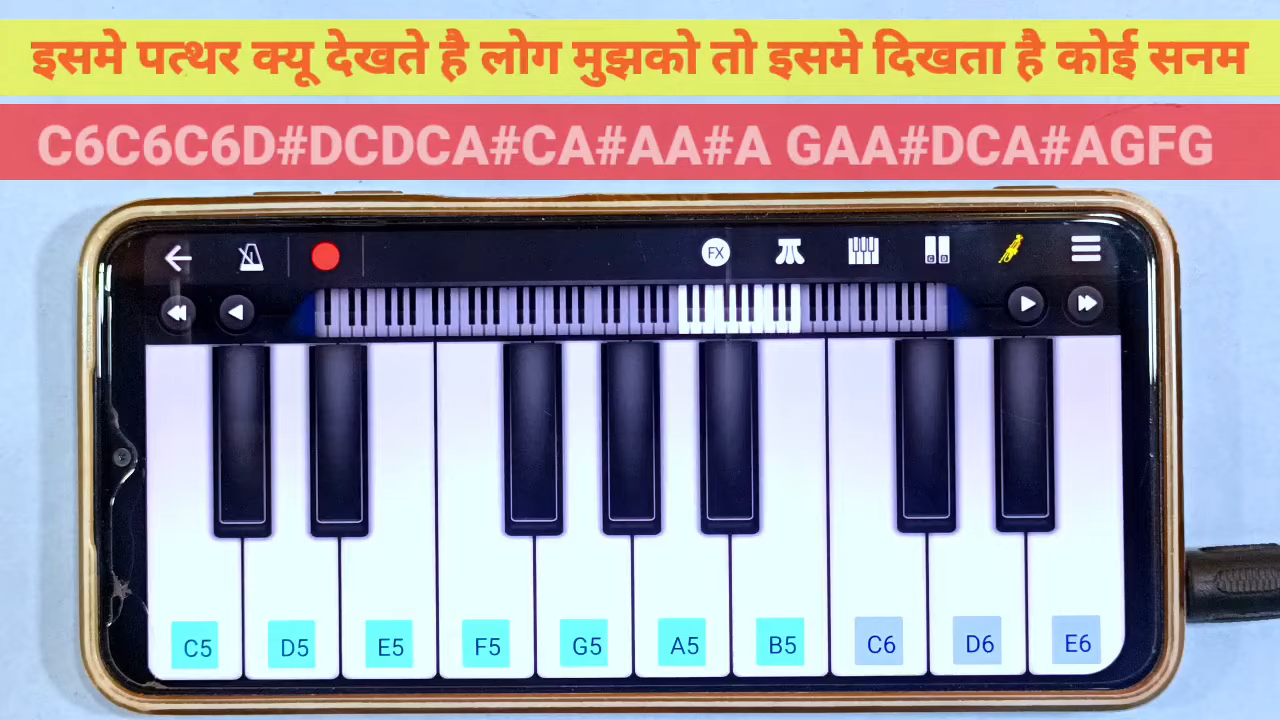 इसमे पत्थर क्यू देखते है लोग मुझको तो इसमे दिखता है कोई सनम
C6C6C6D#DCDCA#CA#AA#A GAA#DCA#AGFG
FX
C5 D5 E5 F5 G5 A5 B5 C6 D6 E6